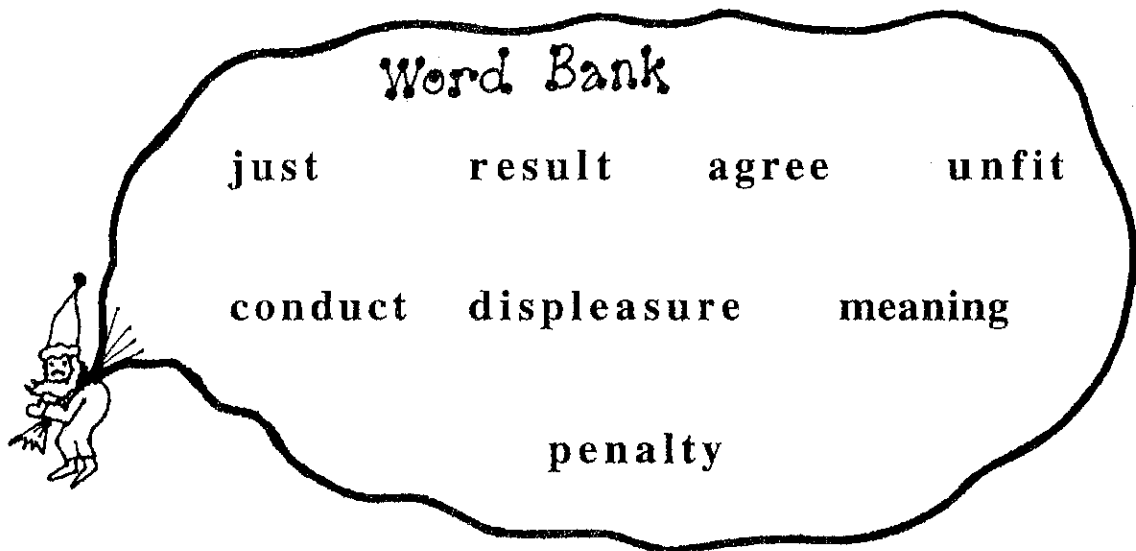 Word Bank
just result agree unfit
conduct displeasure meaning
penalty